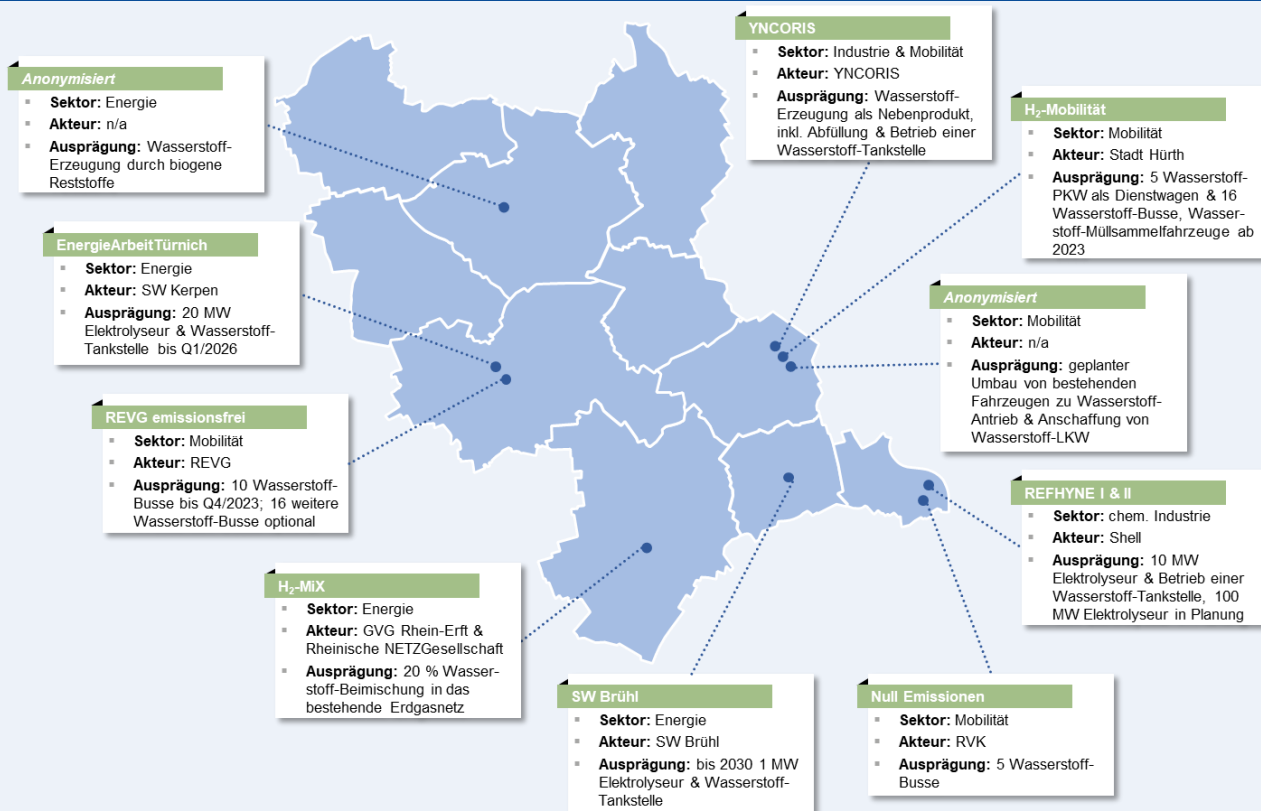 Anonymisiert
▪ Sektor: Energie
▪ Akteur: n/a
▪ Ausprägung: Wasserstoff-
Erzeugung durch biogene
Reststoffe
EnergieArbeitTürnich
▪ Sektor: Energie
▪ Akteur: SW Kerpen
▪ Ausprägung: 20 MW
Elektrolyseur & Wasserstoff-
Tankstelle bis Q1/2026
REVG emissionsfrei
▪ Sektor: Mobilität
▪ Akteur: REVG
▪ Ausprägung: 10 Wasserstoff-
Busse bis Q4/2023; 16 weitere
Wasserstoff-Busse optional
H₂-MiX
▪ Sektor: Energie
▪ Akteur: GVG Rhein-Erft &
Rheinische NETZGesellschaft
▪ Ausprägung: 20 % Wasser-
stoff-Beimischung in das
bestehende Erdgasnetz
YNCORIS
▪ Sektor: Industrie & Mobilität
▪ Akteur: YNCORIS
▪ Ausprägung: Wasserstoff-
Erzeugung als Nebenprodukt,
inkl. Abfüllung & Betrieb einer
Wasserstoff-Tankstelle
H₂-Mobilität
▪ Sektor: Mobilität
▪ Akteur: Stadt Hürth
▪ Ausprägung: 5 Wasserstoff-
PKW als Dienstwagen & 16
Wasserstoff-Busse, Wasser-
stoff-Müllsammelfahrzeuge ab
2023
Anonymisiert
▪ Sektor: Mobilität
▪ Akteur: n/a
▪ Ausprägung: geplanter
Umbau von bestehenden
Fahrzeugen zu Wasserstoff-
Antrieb & Anschaffung von
Wasserstoff-LKW
REFHYNE I & II
▪ Sektor: chem. Industrie
▪ Akteur: Shell
▪ Ausprägung: 10 MW
Elektrolyseur & Betrieb einer
Wasserstoff-Tankstelle, 100
MW Elektrolyseur in Planung
SW Brühl
▪ Sektor: Energie
▪ Akteur: SW Brühl
▪ Ausprägung: bis 2030 1 MW
Elektrolyseur & Wasserstoff-
Tankstelle
Null Emissionen
▪ Sektor: Mobilität
▪ Akteur: RVK
▪ Ausprägung: 5 Wasserstoff-
Busse